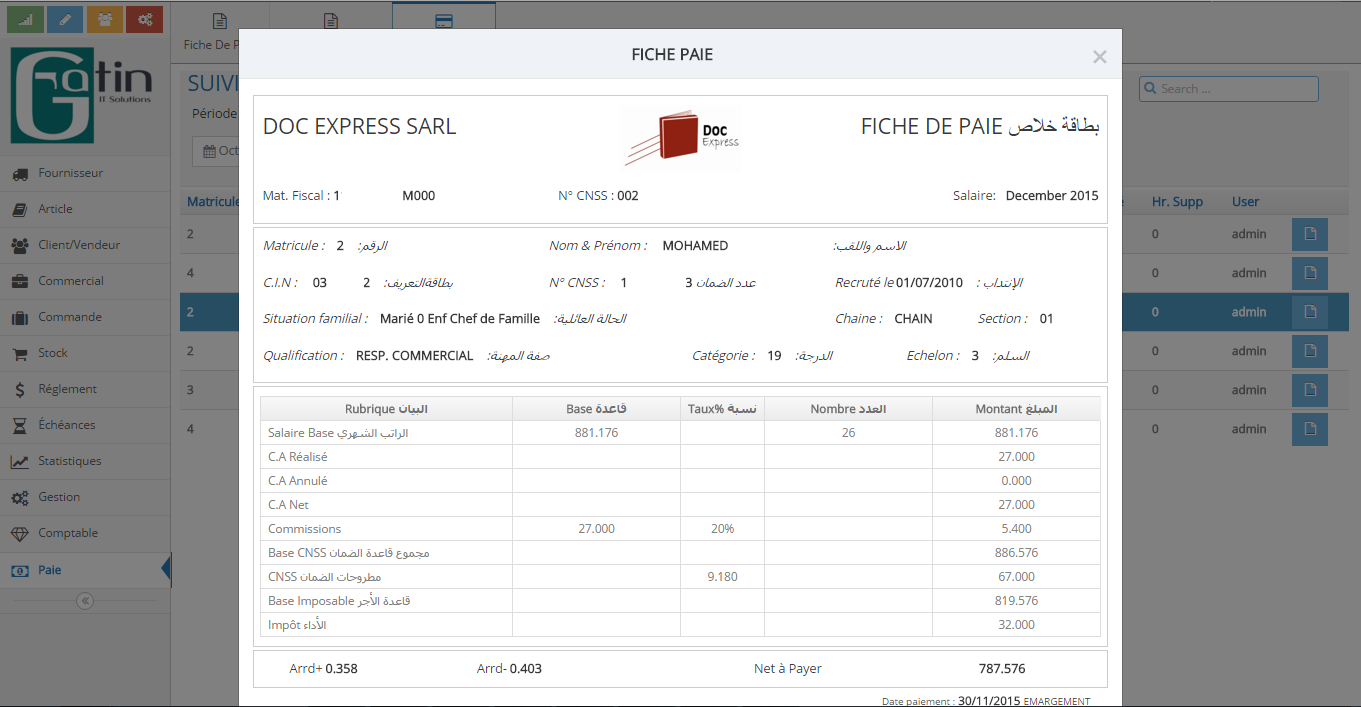 Fiche De P
FICHE PAIE
×
Gatin
IT Solutions
SUIVI
Période
Oct
Search ...
Fournisseur
Article
Client/Vendeur
Commercial
Commande
Stock
Réglement
Échéances
Statistiques
Gestion
Comptable
Paie
Matricule
Hr. Supp User
2 0 admin
4 0 admin
2 0 admin
2 0 admin
3 0 admin
4 0 admin
DOC EXPRESS SARL
Doc
Express
FICHE DE PAIE بطاقة خلاص
Mat. Fiscal : 1 M000 N° CNSS : 002 Salaire: December 2015
Matricule : 2 الرقم: Nom & Prénom : MOHAMED الاسم واللقب:
C.I.N : 03 2 بطاقةالتعريف: N° CNSS : 1 3 عدد الضمان Recruté le 01/07/2010 الإنتداب :
Situation familial : Marié 0 Enf Chef de Famille الحالة العائلية: Chaine : CHAIN Section : 01
Qualification : RESP. COMMERCIAL صفة المهنة: Catégorie : 19 الدرجة: Echelon : 3 السلم:
Rubrique البيان Base قاعدة Taux% نسبة Nombre العدد Montant المبلغ
Salaire Base الراتب الشهري 881.176 26 881.176
C.A Réalisé 27.000
C.A Annulé 0.000
C.A Net 27.000
Commissions 27.000 20% 5.400
Base CNSS مجموع قاعدة الضمان 886.576
CNSS مطروحات الضمان 9.180 67.000
Base Imposable قاعدة الأجر 819.576
Impôt الأداء 32.000
Arrd+ 0.358 Arrd- 0.403 Net à Payer 787.576
Date paiement : 30/11/2015 EMARGEMENT